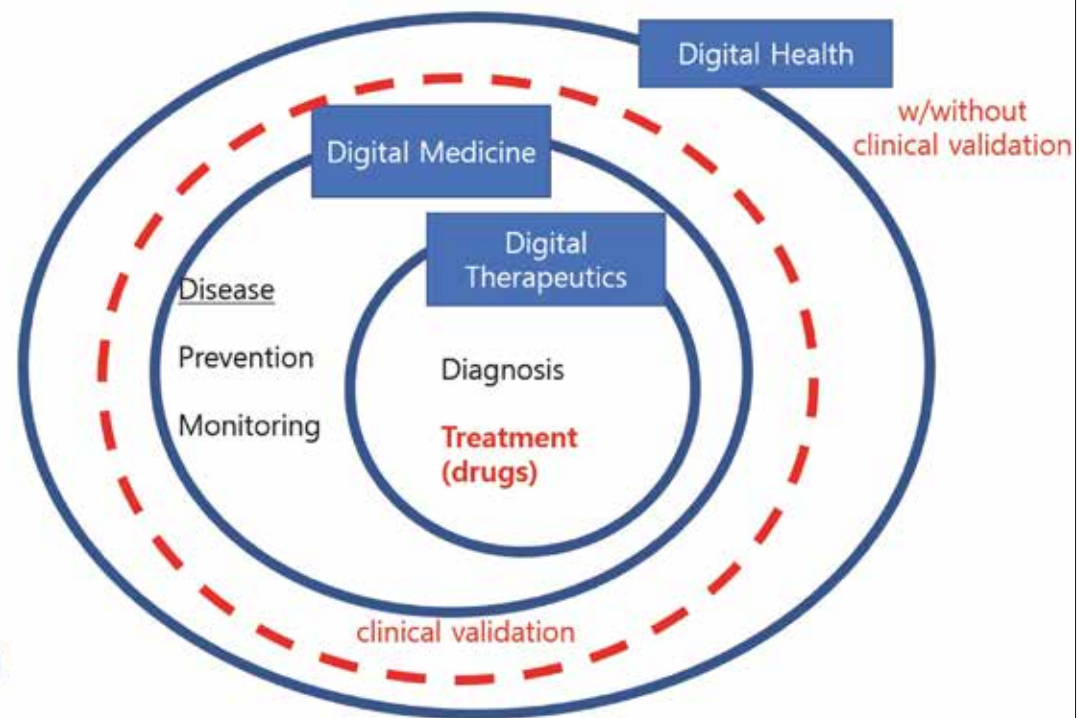 Digital Health
w/without
clinical validation
Digital Medicine
Digital
Therapeutics
Disease
Prevention
Monitoring
Diagnosis
Treatment
(drugs)
clinical validation